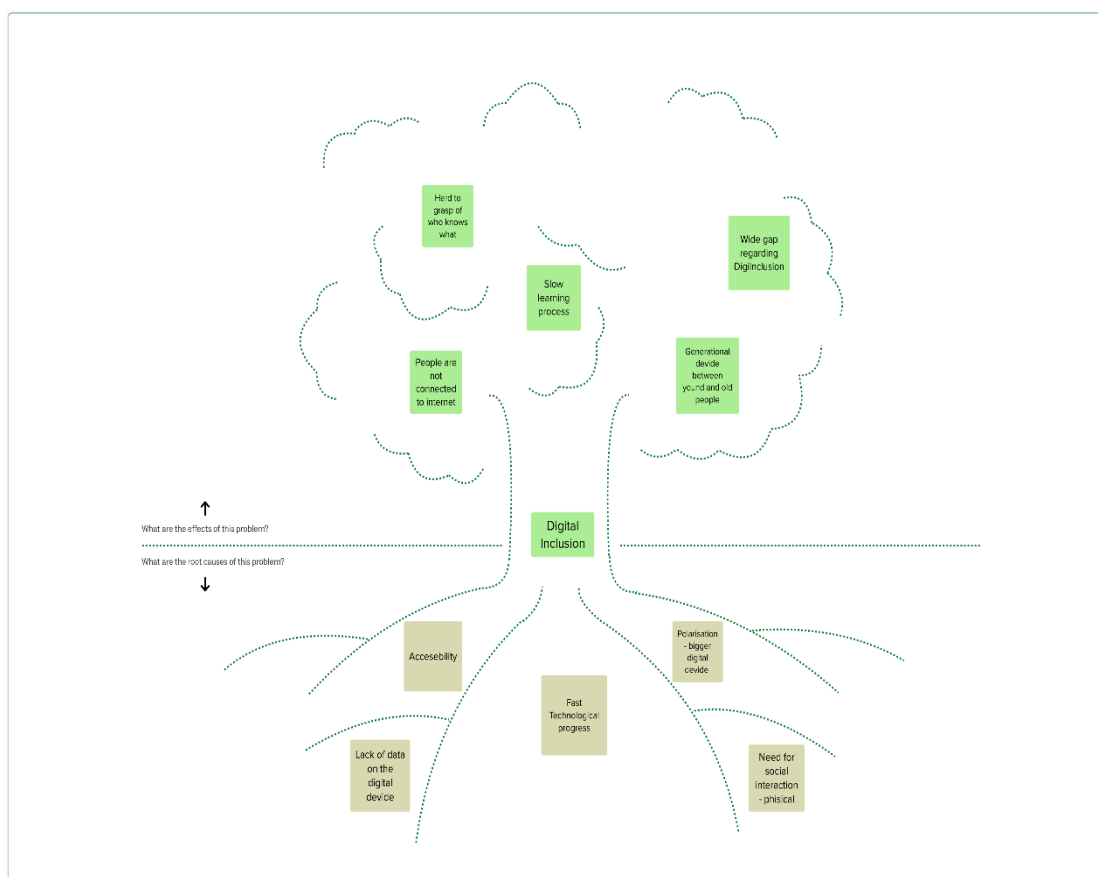 Hard to
grasp of
who knows
what
Wide gap
regarding
DigiInclusion
Slow
learning
process
People are
not
connected
to internet
Generational
devide
between
yound and old
people
What are the effects of this problem?
Digital
Inclusion
What are the root causes of this problem?
Accesebility
Polarisation
- bigger
digital
devide
Fast
Technological
progress
Lack of data
on the
digital
devide
Need for
social
interaction
- phisical